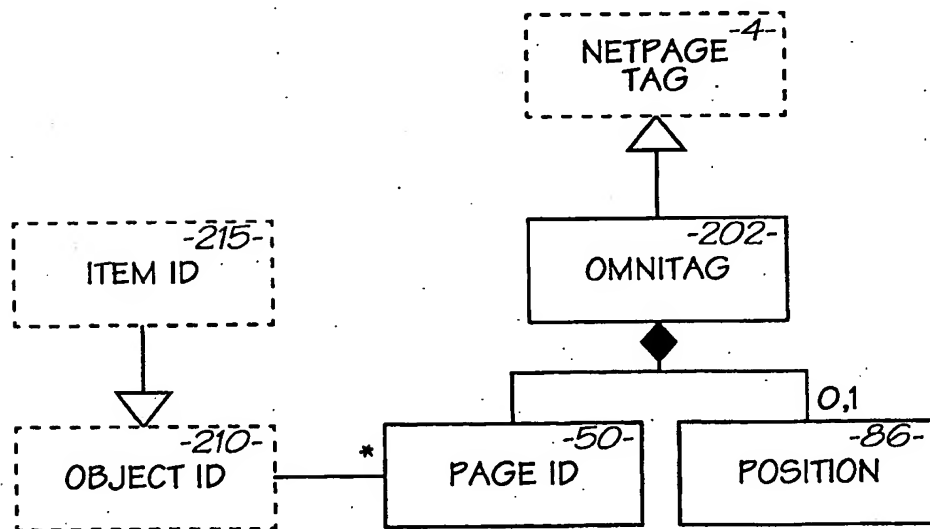 -4-
NETPAGE
TAG
-215-
ITEM ID
-202-
OMNITAG
0,1
-210-
OBJECT ID
*
-50-
PAGE ID
-86-
POSITION